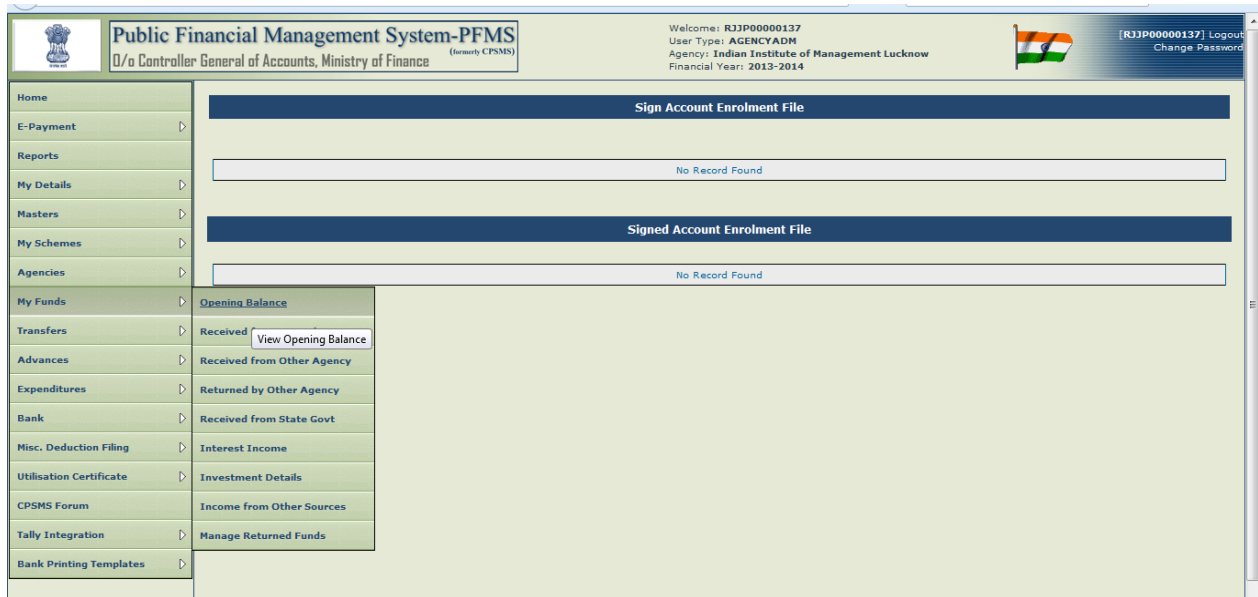 Public Financial Management System-PFMS
(formerly CPSMS)
O/o Controller General of Accounts, Ministry of Finance
Welcome: RJJP00000137
User Type: AGENCYADM
Agency: Indian Institute of Management Lucknow
Financial Year: 2013-2014
[RJJP00000137] Logout
Change Password
Home
E-Payment
Reports
My Details
Masters
My Schemes
Agencies
My Funds
Transfers
Advances
Expenditures
Bank
Misc. Deduction Filing
Utilisation Certificate
CPSMS Forum
Tally Integration
Bank Printing Templates
Opening Balance
Received
View Opening Balance
Received from Other Agency
Returned by Other Agency
Received from State Govt
Interest Income
Investment Details
Income from Other Sources
Manage Returned Funds
Sign Account Enrolment File
No Record Found
Signed Account Enrolment File
No Record Found